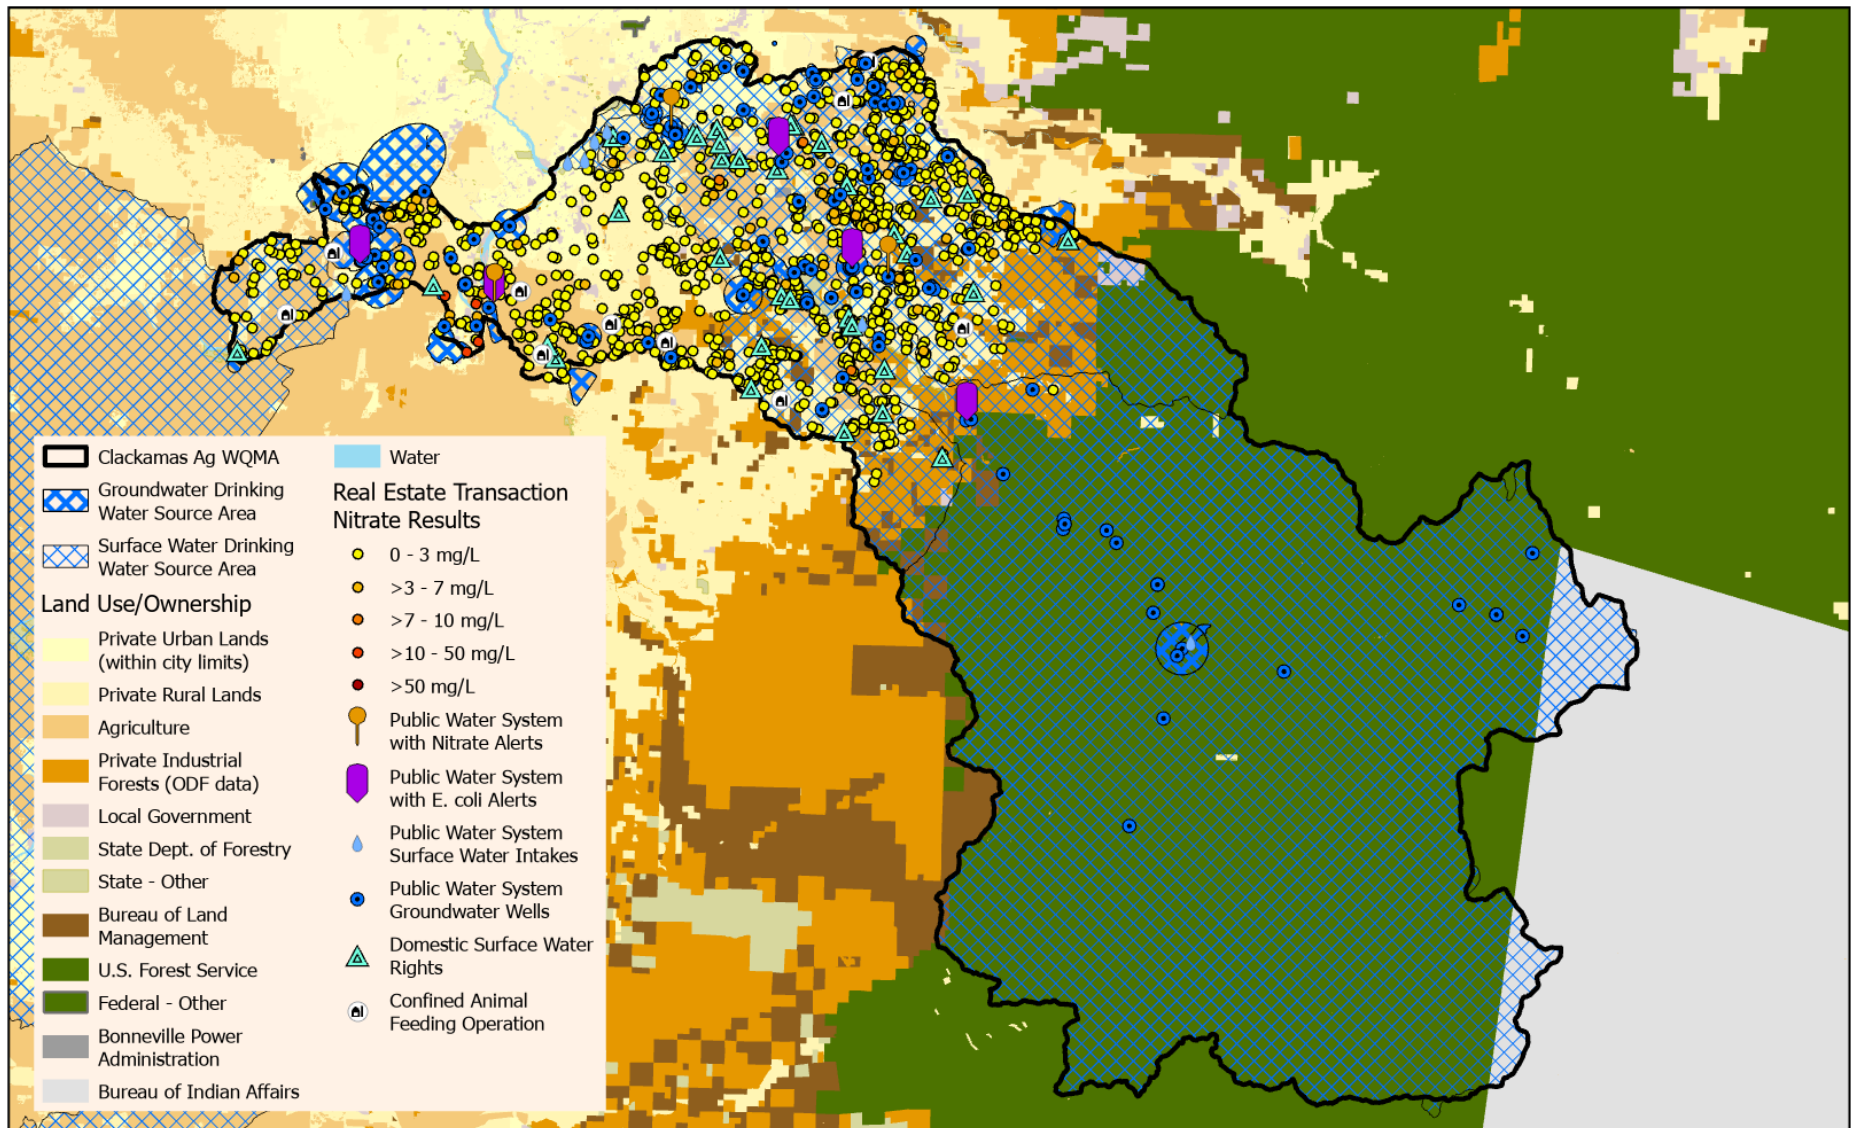 Clackamas Ag WQMA
Groundwater Drinking
Water Source Area
Surface Water Drinking
Water Source Area
Land Use/Ownership
Private Urban Lands
(within city limits)
Private Rural Lands
Agriculture
Private Industrial
Forests (ODF data)
Local Government
State Dept. of Forestry
State - Other
Bureau of Land
Management
U.S. Forest Service
Federal - Other
Bonneville Power
Administration
Bureau of Indian Affairs
Water
Real Estate Transaction
Nitrate Results
0 - 3 mg/L
>3 - 7 mg/L
>7 - 10 mg/L
>10 - 50 mg/L
>50 mg/L
Public Water System
with Nitrate Alerts
Public Water System
with E. coli Alerts
Public Water System
Surface Water Intakes
Public Water System
Groundwater Wells
Domestic Surface Water
Rights
Confined Animal
Feeding Operation